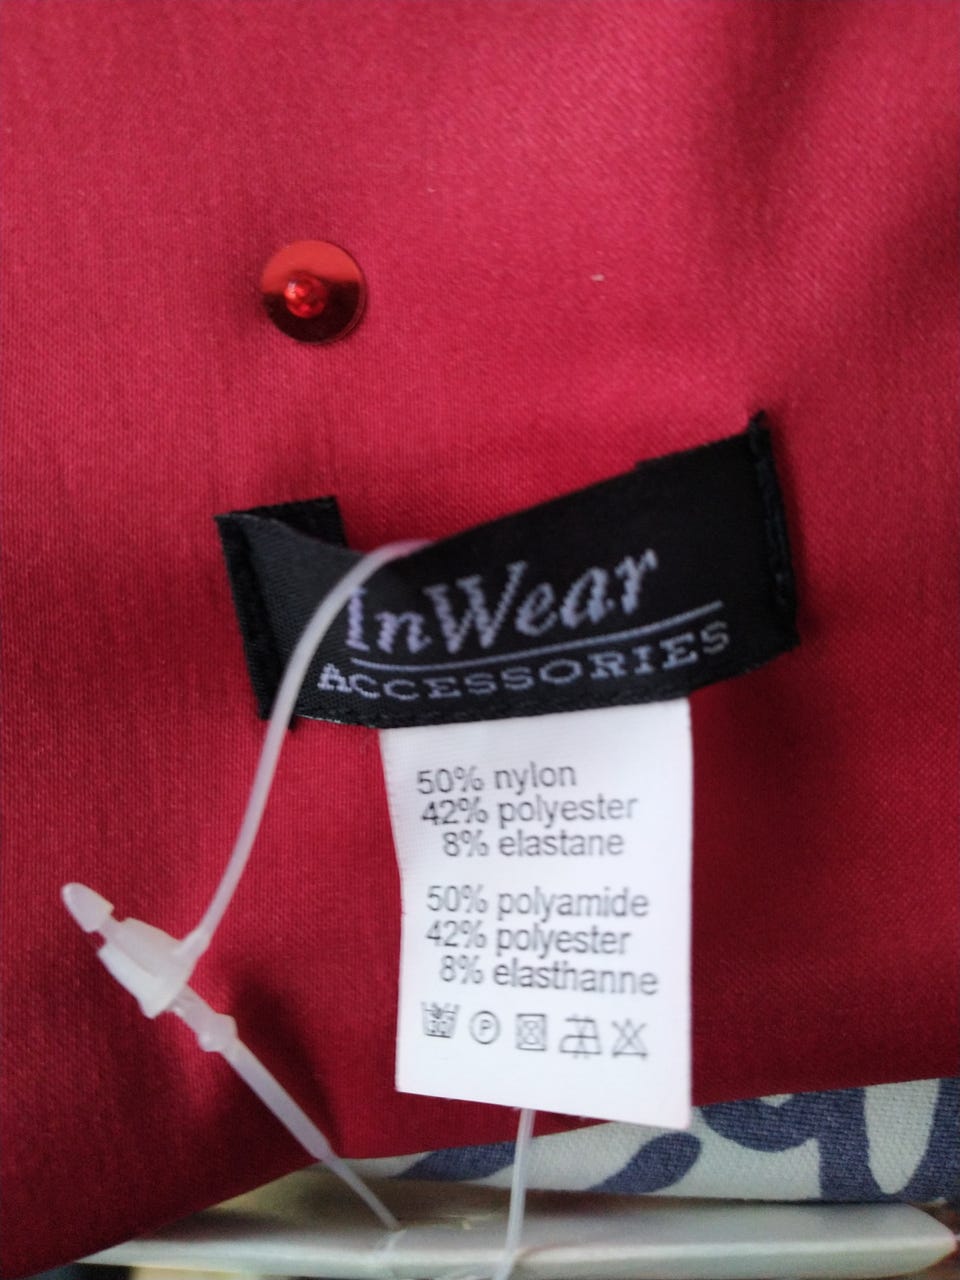 InWear
ACCESSORIES
50% nylon
42% polyester
8% elastane
50% polyamide
42% polyester
8% elasthanne
P